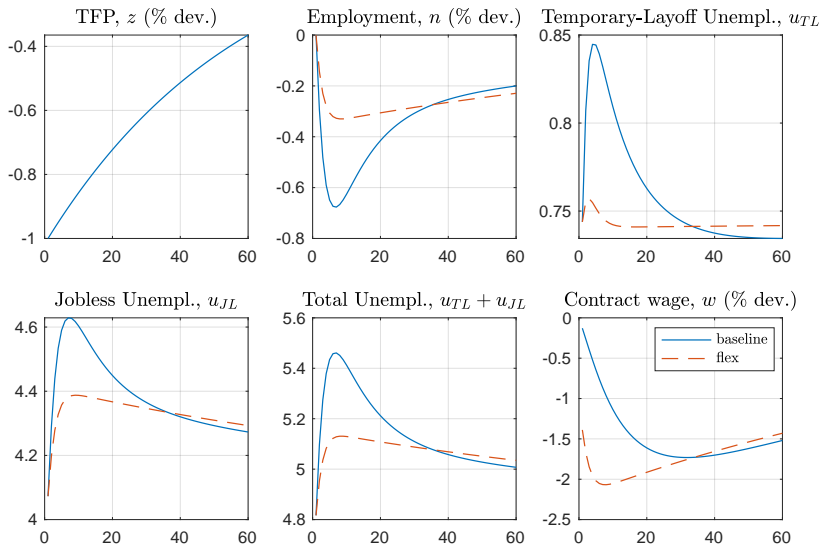 TFP, z (% dev.)
-0.4
-0.6
-0.8
-1
0 20 40 60
Employment, n (% dev.)
0
-0.2
-0.4
-0.6
-0.8
0 20 40 60
Temporary-Layoff Unempl., u_TL
0.85
0.8
0.75
0 20 40 60
Jobless Unempl., u_JL
4.6
4.4
4.2
4
0 20 40 60
Total Unempl., u_TL + u_JL
5.6
5.4
5.2
5
4.8
0 20 40 60
Contract wage, w (% dev.)
0
-0.5
-1
-1.5
-2
-2.5
0 20 40 60
baseline
flex